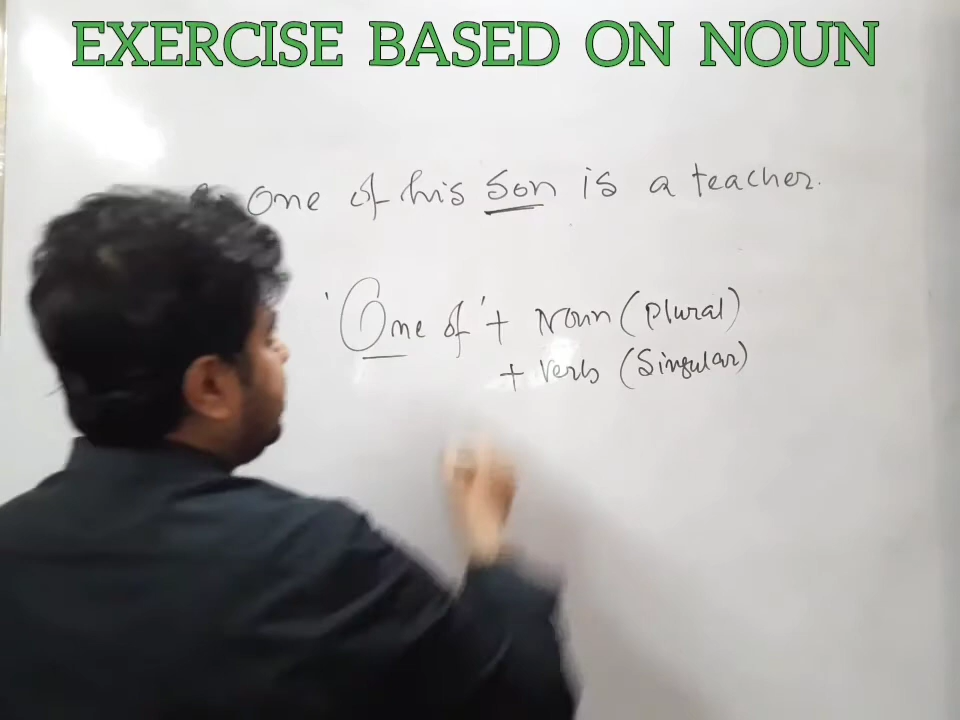 EXERCISE BASED ON NOUN
One of his son is a teacher.
'One of' + Noun (Plural)
+ Verb (Singular)